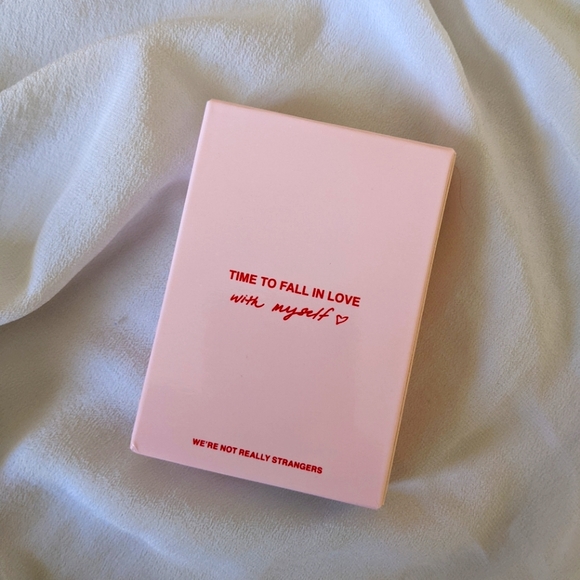 TIME TO FALL IN LOVE
with myself ♡
WE'RE NOT REALLY STRANGERS